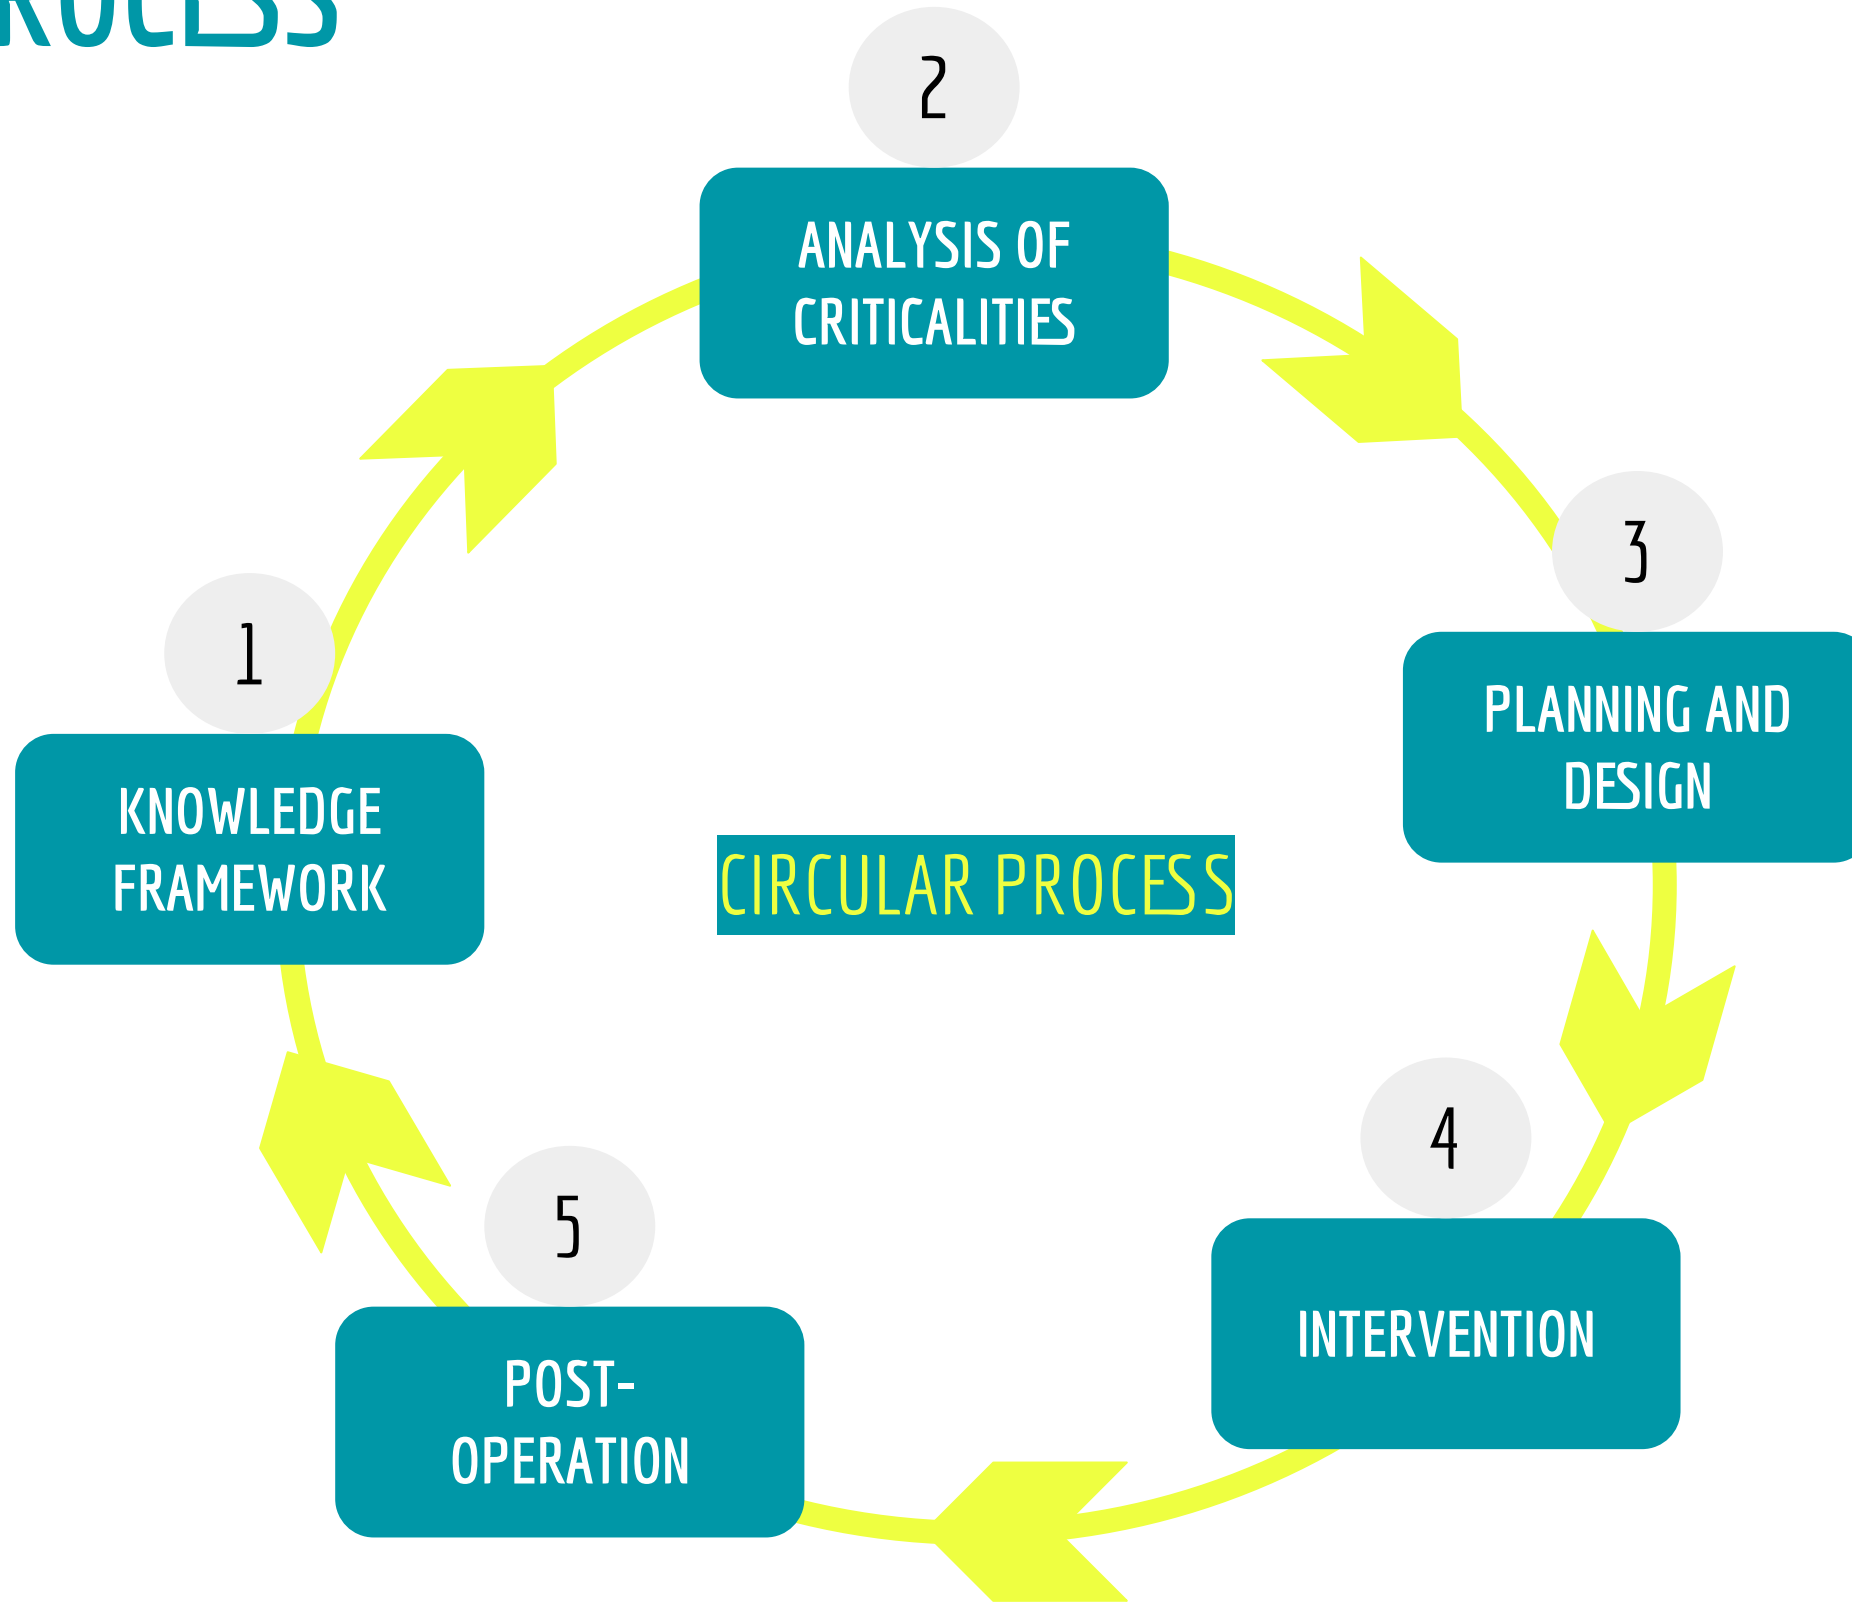 2
ANALYSIS OF
CRITICALITIES
3
PLANNING AND
DESIGN
1
KNOWLEDGE
FRAMEWORK
CIRCULAR PROCESS
4
INTERVENTION
5
POST-
OPERATION